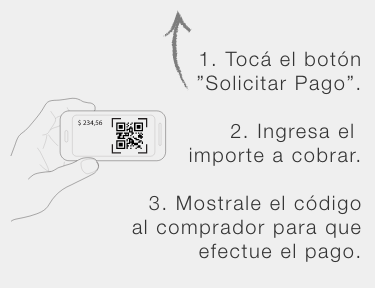 1. Tocá el botón
”Solicitar Pago”.
$ 234,56
2. Ingresa el
importe a cobrar.
3. Mostrale el código
al comprador para que
efectue el pago.